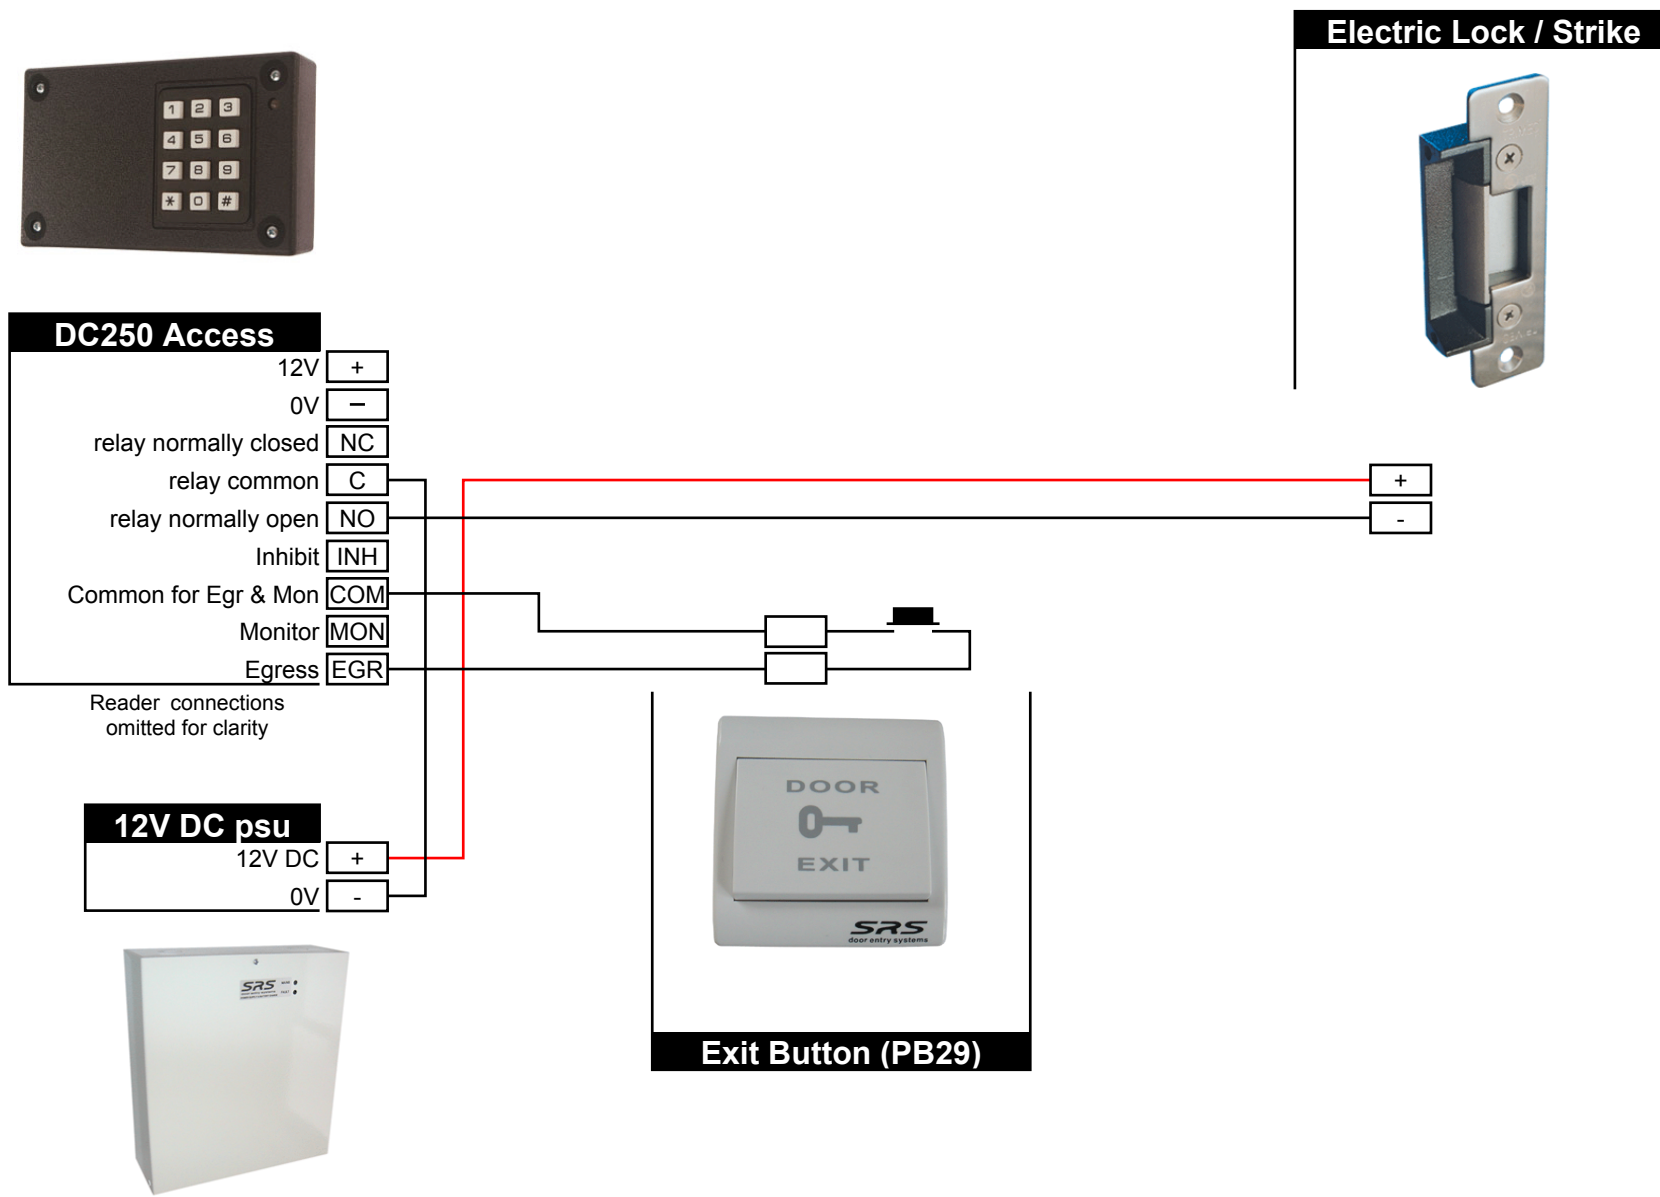 Electric Lock / Strike
1 2 3
4 5 6
7 8 9
* 0 #
DC250 Access
12V +
0V –
relay normally closed NC
relay common C
relay normally open NO
Inhibit INH
Common for Egr & Mon COM
Monitor MON
Egress EGR
Reader connections
omitted for clarity
+
-
12V DC psu
12V DC +
0V -
DOOR
EXIT
SRS
door entry systems
Exit Button (PB29)
SRS